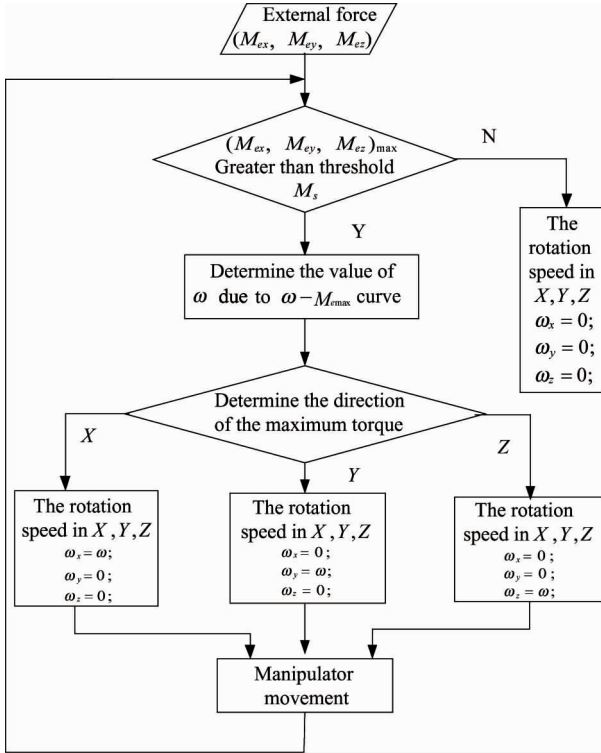 External force
(Mex, Mey, Mez)
(Mex, Mey, Mez)max
Greater than threshold
Ms
N
Y
The
rotation
speed in
X,Y,Z
ωx = 0;
ωy = 0;
ωz = 0;
Determine the value of
ω due to ω−Memax curve
Determine the direction
of the maximum torque
X
Y
Z
The rotation
speed in X,Y,Z
ωx = ω;
ωy = 0;
ωz = 0;
The rotation
speed in X,Y,Z
ωx = 0;
ωy = ω;
ωz = 0;
The rotation
speed in X,Y,Z
ωx = 0;
ωy = 0;
ωz = ω;
Manipulator
movement